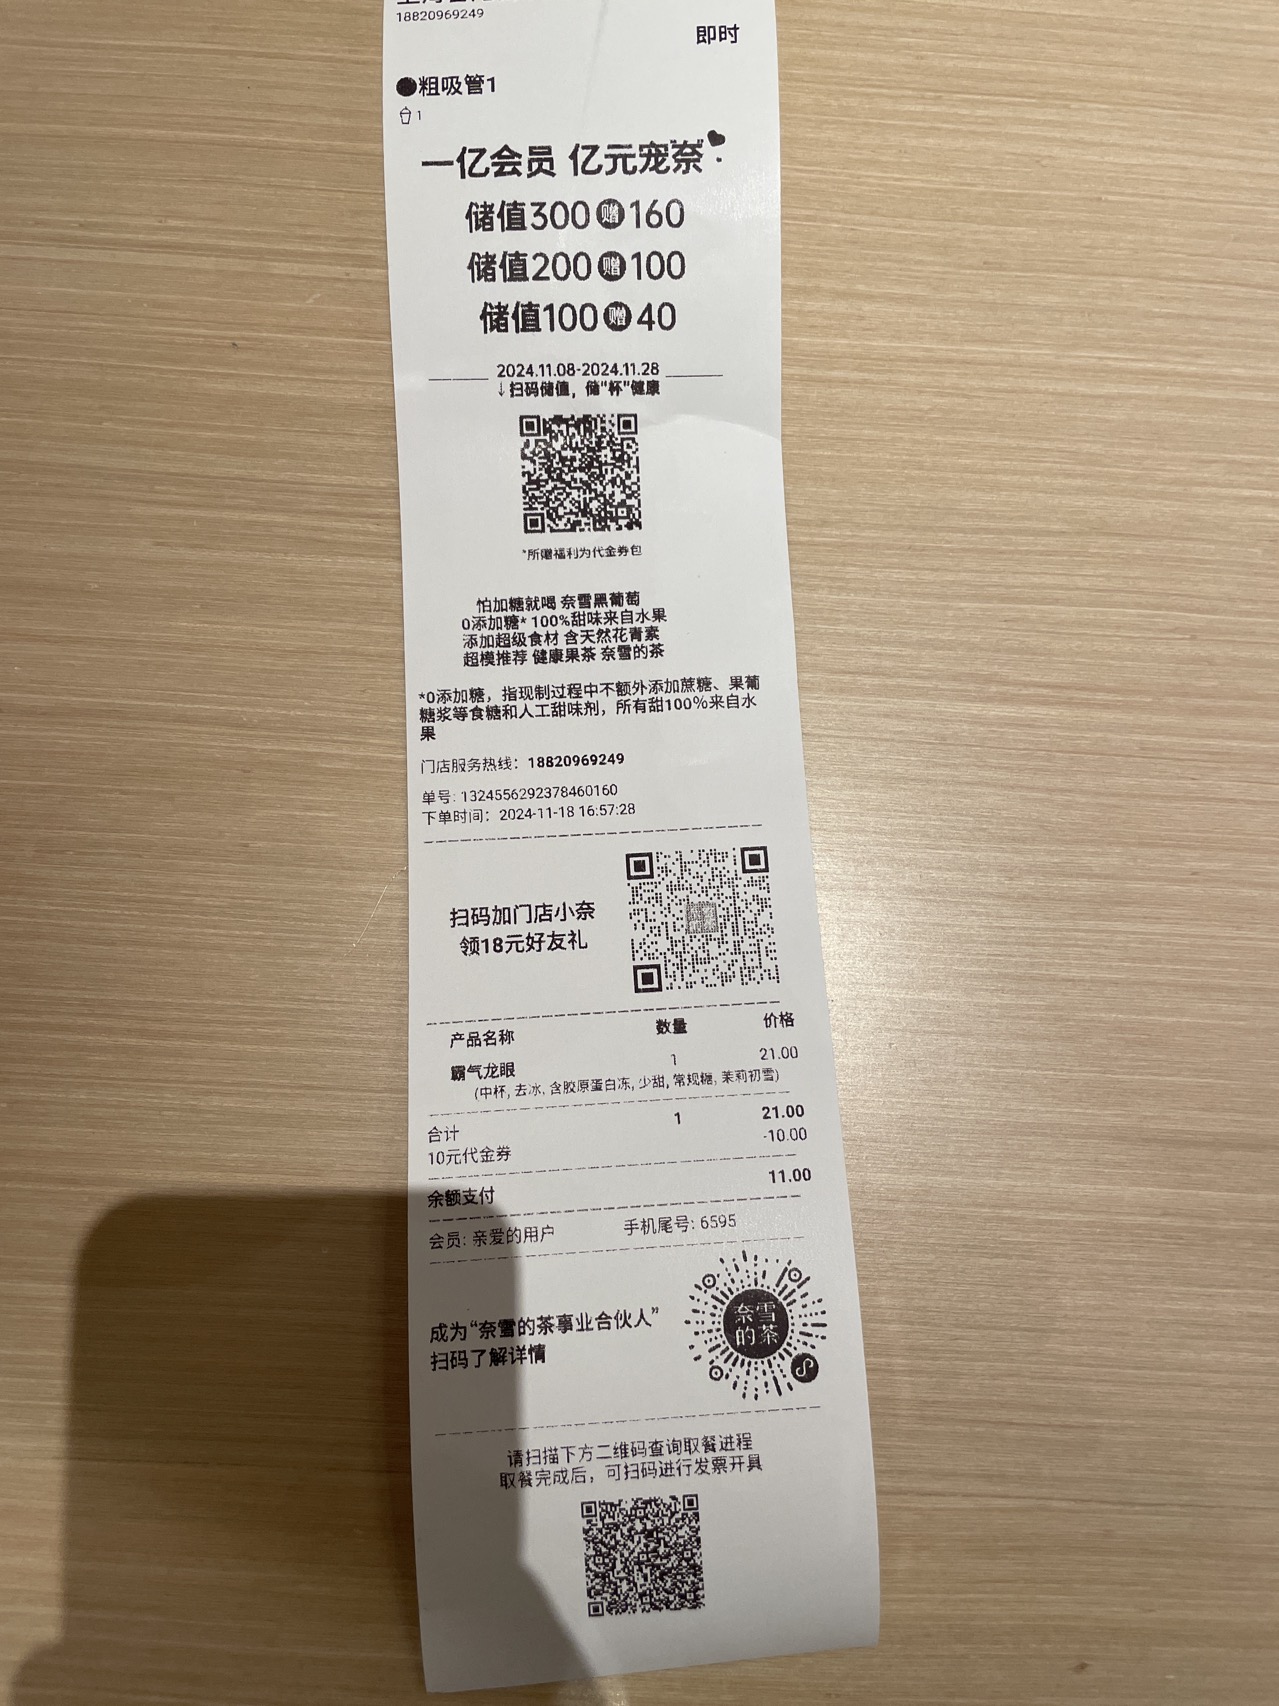 18820969249
即时
●粗吸管1
1
一亿会员 亿元宠奈
储值300赠160
储值200赠100
储值100赠40
2024.11.08-2024.11.28
↓扫码储值，储"杯"健康
*所赠福利为代金券包
怕加糖就喝 奈雪黑葡萄
0添加糖* 100%甜味来自水果
添加超级食材 含天然花青素
超模推荐 健康果茶 奈雪的茶
*0添加糖，指现制过程中不额外添加蔗糖、果葡
糖浆等食糖和人工甜味剂，所有甜100%来自水
果
门店服务热线：18820969249
单号: 1324556292378460160
下单时间：2024-11-18 16:57:28
扫码加门店小奈
领18元好友礼
产品名称 数量 价格
霸气龙眼 1 21.00
(中杯, 去冰, 含胶原蛋白冻, 少甜, 常规糖, 茉莉初雪)
合计 1 21.00
10元代金券 -10.00
余额支付 11.00
会员: 亲爱的用户 手机尾号: 6595
成为“奈雪的茶事业合伙人”
扫码了解详情
奈雪
的茶
请扫描下方二维码查询取餐进程
取餐完成后，可扫码进行发票开具